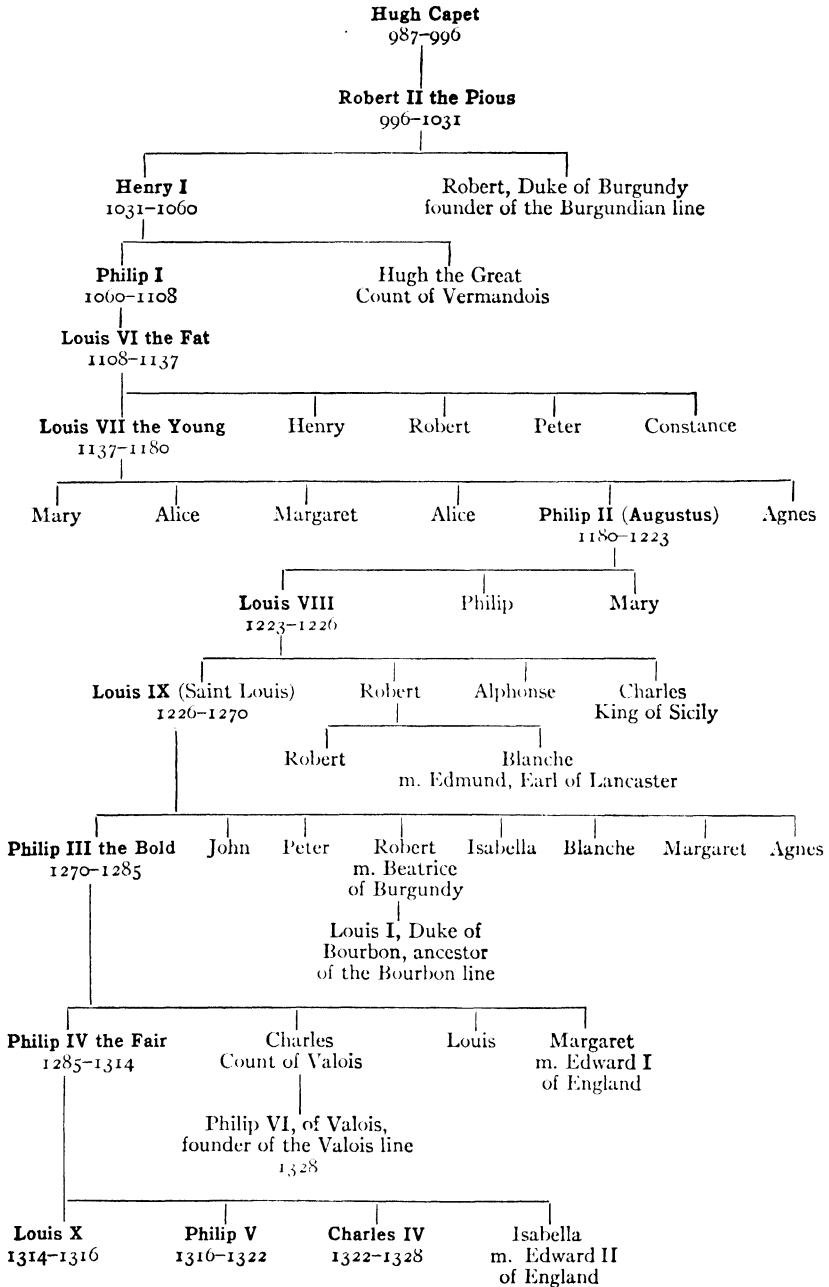 Hugh Capet
987–996
Robert II the Pious
996–1031
Henry I
1031–1060
Robert, Duke of Burgundy
founder of the Burgundian line
Philip I
1060–1108
Hugh the Great
Count of Vermandois
Louis VI the Fat
1108–1137
Louis VII the Young
1137–1180
Henry
Robert
Peter
Constance
Mary
Alice
Margaret
Alice
Philip II (Augustus)
1180–1223
Agnes
Louis VIII
1223–1226
Philip
Mary
Louis IX (Saint Louis)
1226–1270
Robert
Alphonse
Charles
King of Sicily
Robert
Blanche
m. Edmund, Earl of Lancaster
Philip III the Bold
1270–1285
John
Peter
Robert
m. Beatrice
of Burgundy
Isabella
Blanche
Margaret
Agnes
Louis I, Duke of
Bourbon, ancestor
of the Bourbon line
Philip IV the Fair
1285–1314
Charles
Count of Valois
Louis
Margaret
m. Edward I
of England
Philip VI, of Valois,
founder of the Valois line
1328
Louis X
1314–1316
Philip V
1316–1322
Charles IV
1322–1328
Isabella
m. Edward II
of England